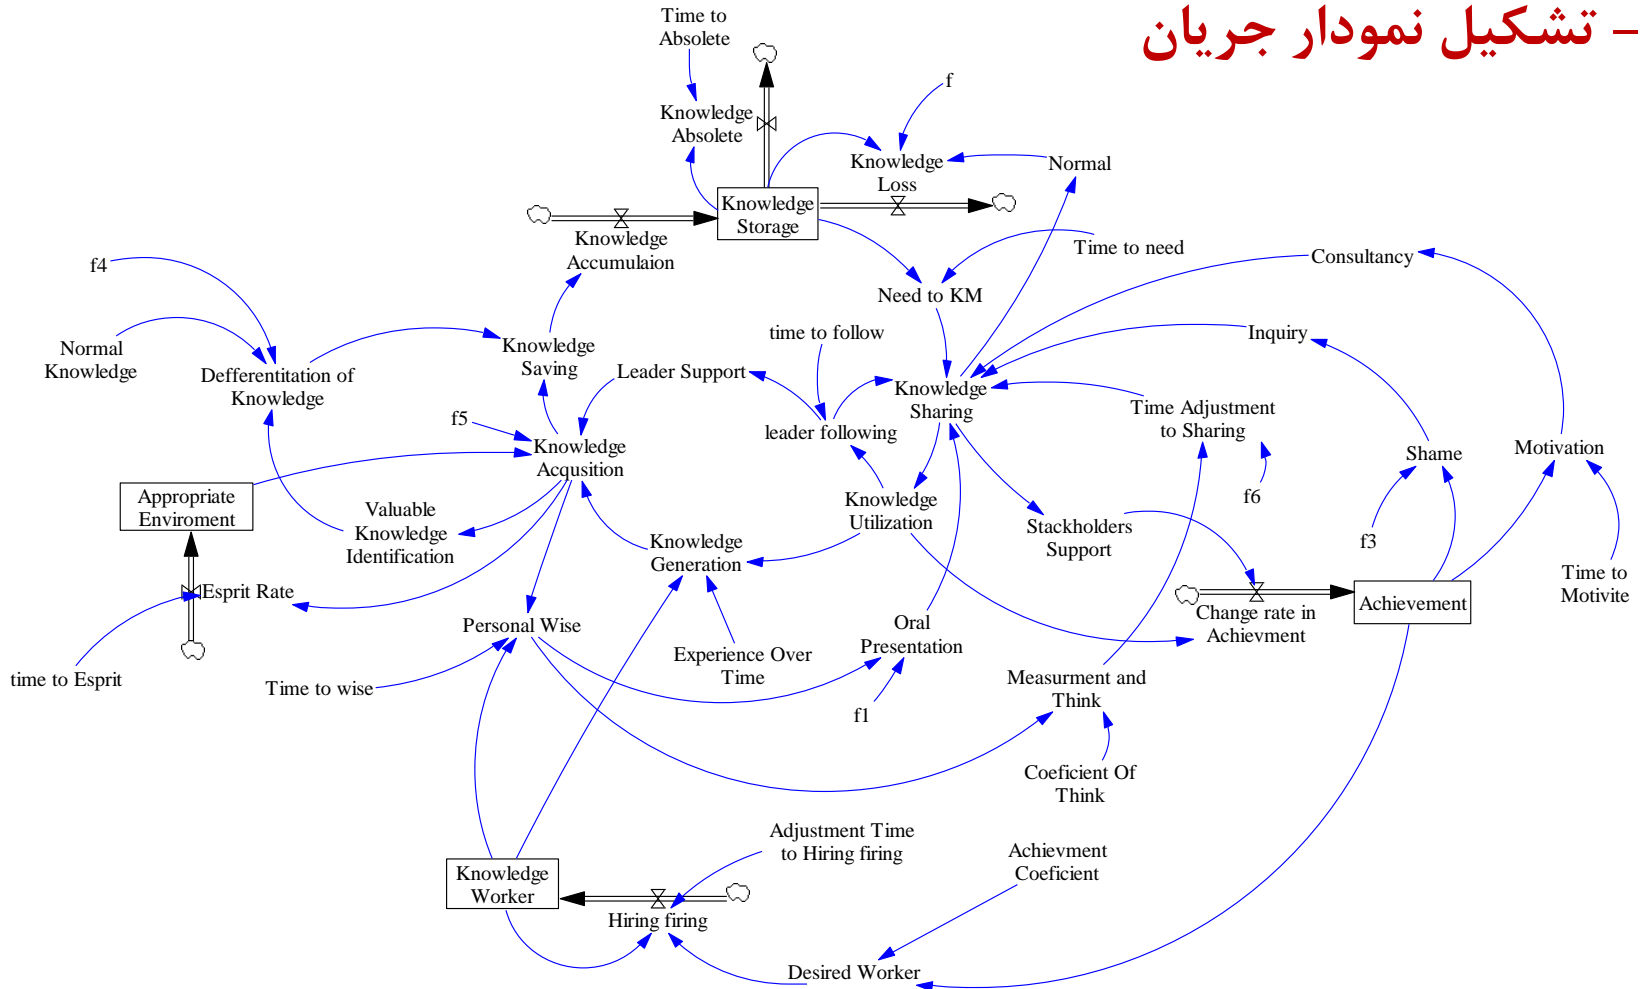 – تشکیل نمودار جریان
Time to
Absolete
Knowledge
Absolete
f
Knowledge
Loss
Normal
Knowledge
Storage
Knowledge
Accumulaion
Time to need
Consultancy
f4
Need to KM
Normal
Knowledge
time to follow
Inquiry
Knowledge
Saving
Defferentitation of
Knowledge
Leader Support
Knowledge
Sharing
Time Adjustment
to Sharing
f5
leader following
Knowledge
Acqusition
Shame
Motivation
Appropriate
Enviroment
Valuable
Knowledge
Identification
Knowledge
Utilization
f6
Stackholders
Support
f3
Knowledge
Generation
Time to
Motivite
Esprit Rate
Change rate in
Achievment
Achievement
Personal Wise
Oral
Presentation
Experience Over
Time
time to Esprit
Time to wise
Measurment and
Think
f1
Coeficient Of
Think
Adjustment Time
to Hiring firing
Achievment
Coeficient
Knowledge
Worker
Hiring firing
Desired Worker